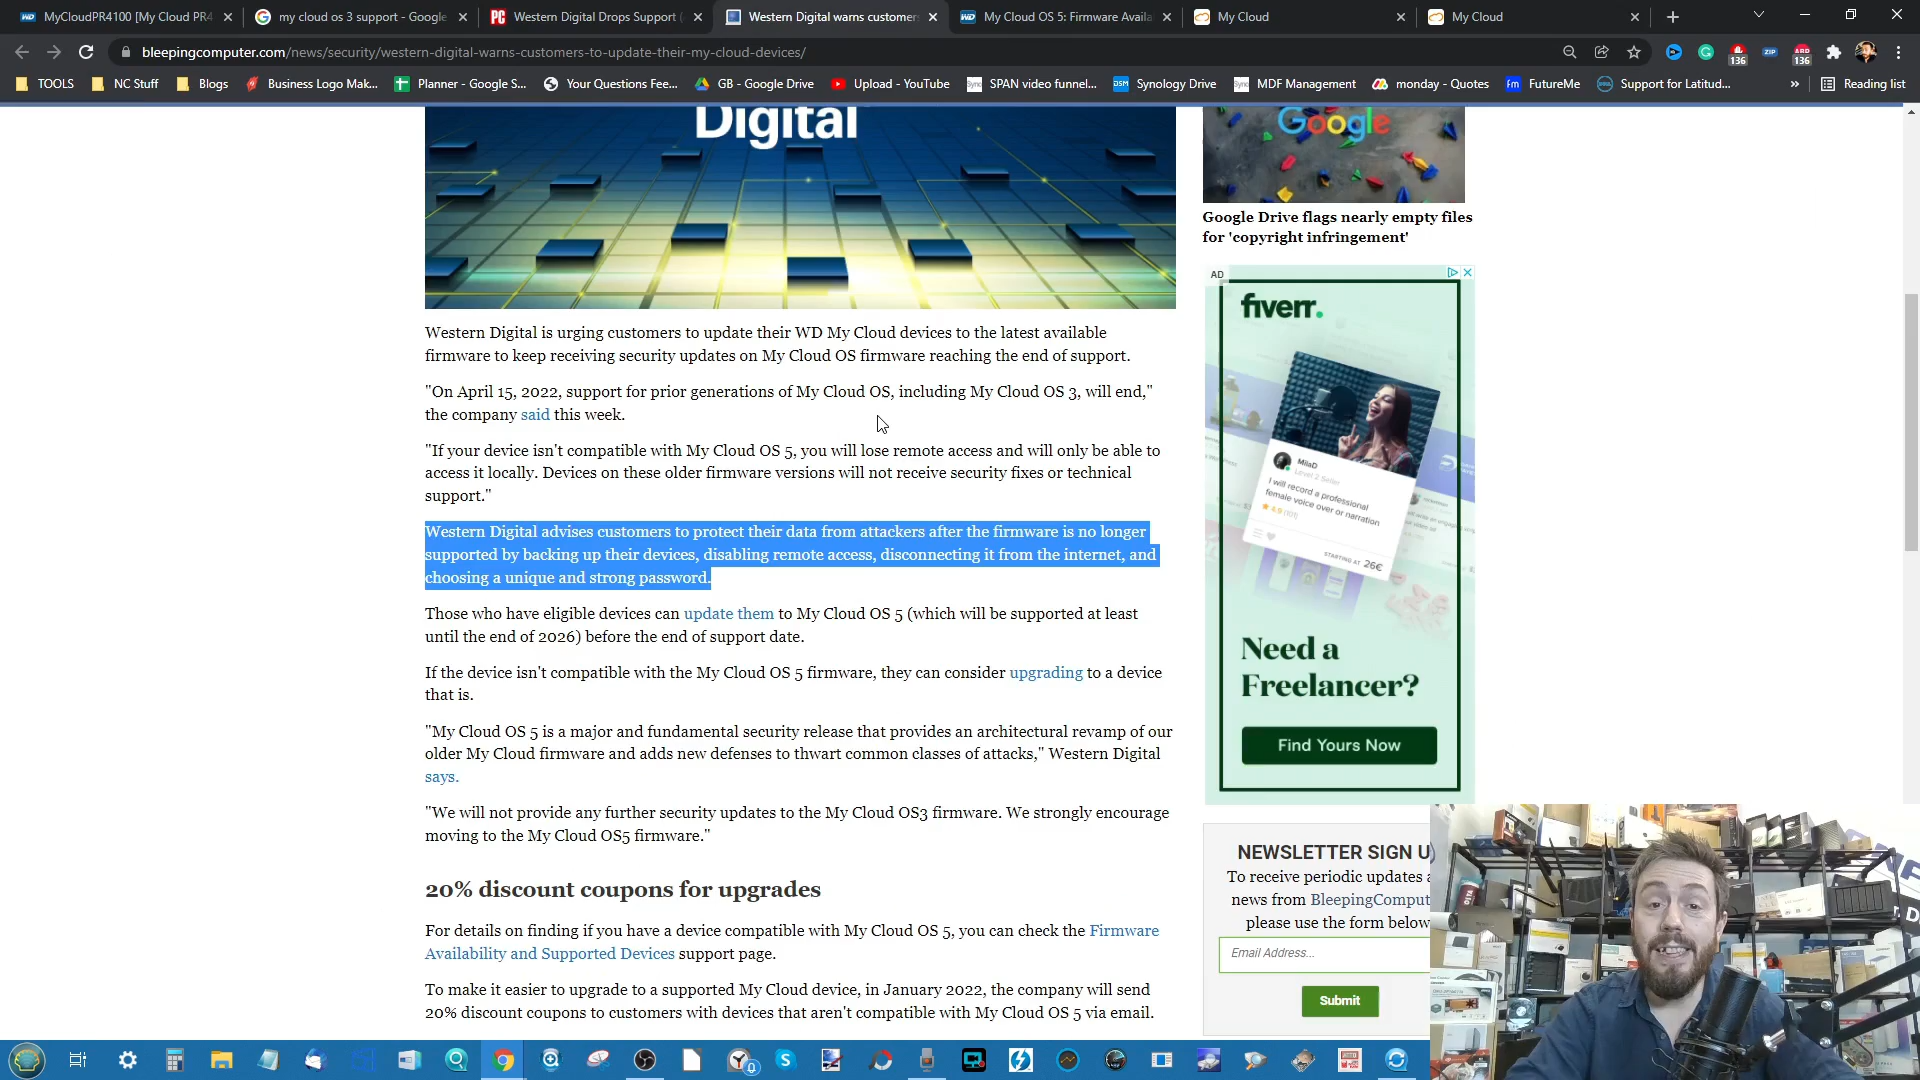 MyCloudPR4100 [My Cloud PR4
my cloud os 3 support - Google
Western Digital Drops Support
Western Digital warns customers
My Cloud OS 5: Firmware Availa
My Cloud
My Cloud
bleepingcomputer.com/news/security/western-digital-warns-customers-to-update-their-my-cloud-devices/
136
ZIP
136
TOOLS
NC Stuff
Blogs
Business Logo Mak...
Planner - Google S...
Your Questions Fee...
GB - Google Drive
Upload - YouTube
SPAN video funnel...
Synology Drive
MDF Management
monday - Quotes
FutureMe
Support for Latitud...
Reading list
Digital
Google
Google Drive flags nearly empty files
for 'copyright infringement'
Western Digital is urging customers to update their WD My Cloud devices to the latest available
firmware to keep receiving security updates on My Cloud OS firmware reaching the end of support.
"On April 15, 2022, support for prior generations of My Cloud OS, including My Cloud OS 3, will end,"
the company said this week.
"If your device isn't compatible with My Cloud OS 5, you will lose remote access and will only be able to
access it locally. Devices on these older firmware versions will not receive security fixes or technical
support."
Western Digital advises customers to protect their data from attackers after the firmware is no longer
supported by backing up their devices, disabling remote access, disconnecting it from the internet, and
choosing a unique and strong password.
Those who have eligible devices can update them to My Cloud OS 5 (which will be supported at least
until the end of 2026) before the end of support date.
If the device isn't compatible with the My Cloud OS 5 firmware, they can consider upgrading to a device
that is.
"My Cloud OS 5 is a major and fundamental security release that provides an architectural revamp of our
older My Cloud firmware and adds new defenses to thwart common classes of attacks," Western Digital
says.
"We will not provide any further security updates to the My Cloud OS3 firmware. We strongly encourage
moving to the My Cloud OS5 firmware."
20% discount coupons for upgrades
For details on finding if you have a device compatible with My Cloud OS 5, you can check the Firmware
Availability and Supported Devices support page.
To make it easier to upgrade to a supported My Cloud device, in January 2022, the company will send
20% discount coupons to customers with devices that aren't compatible with My Cloud OS 5 via email.
AD
fiverr.
MilaD
Level 2 Seller
I will record a professional
female voice over or narration
STARTING AT 26€
Need a
Freelancer?
Find Yours Now
NEWSLETTER SIGN U
To receive periodic updates a
news from BleepingComput
please use the form below
Email Address...
Submit